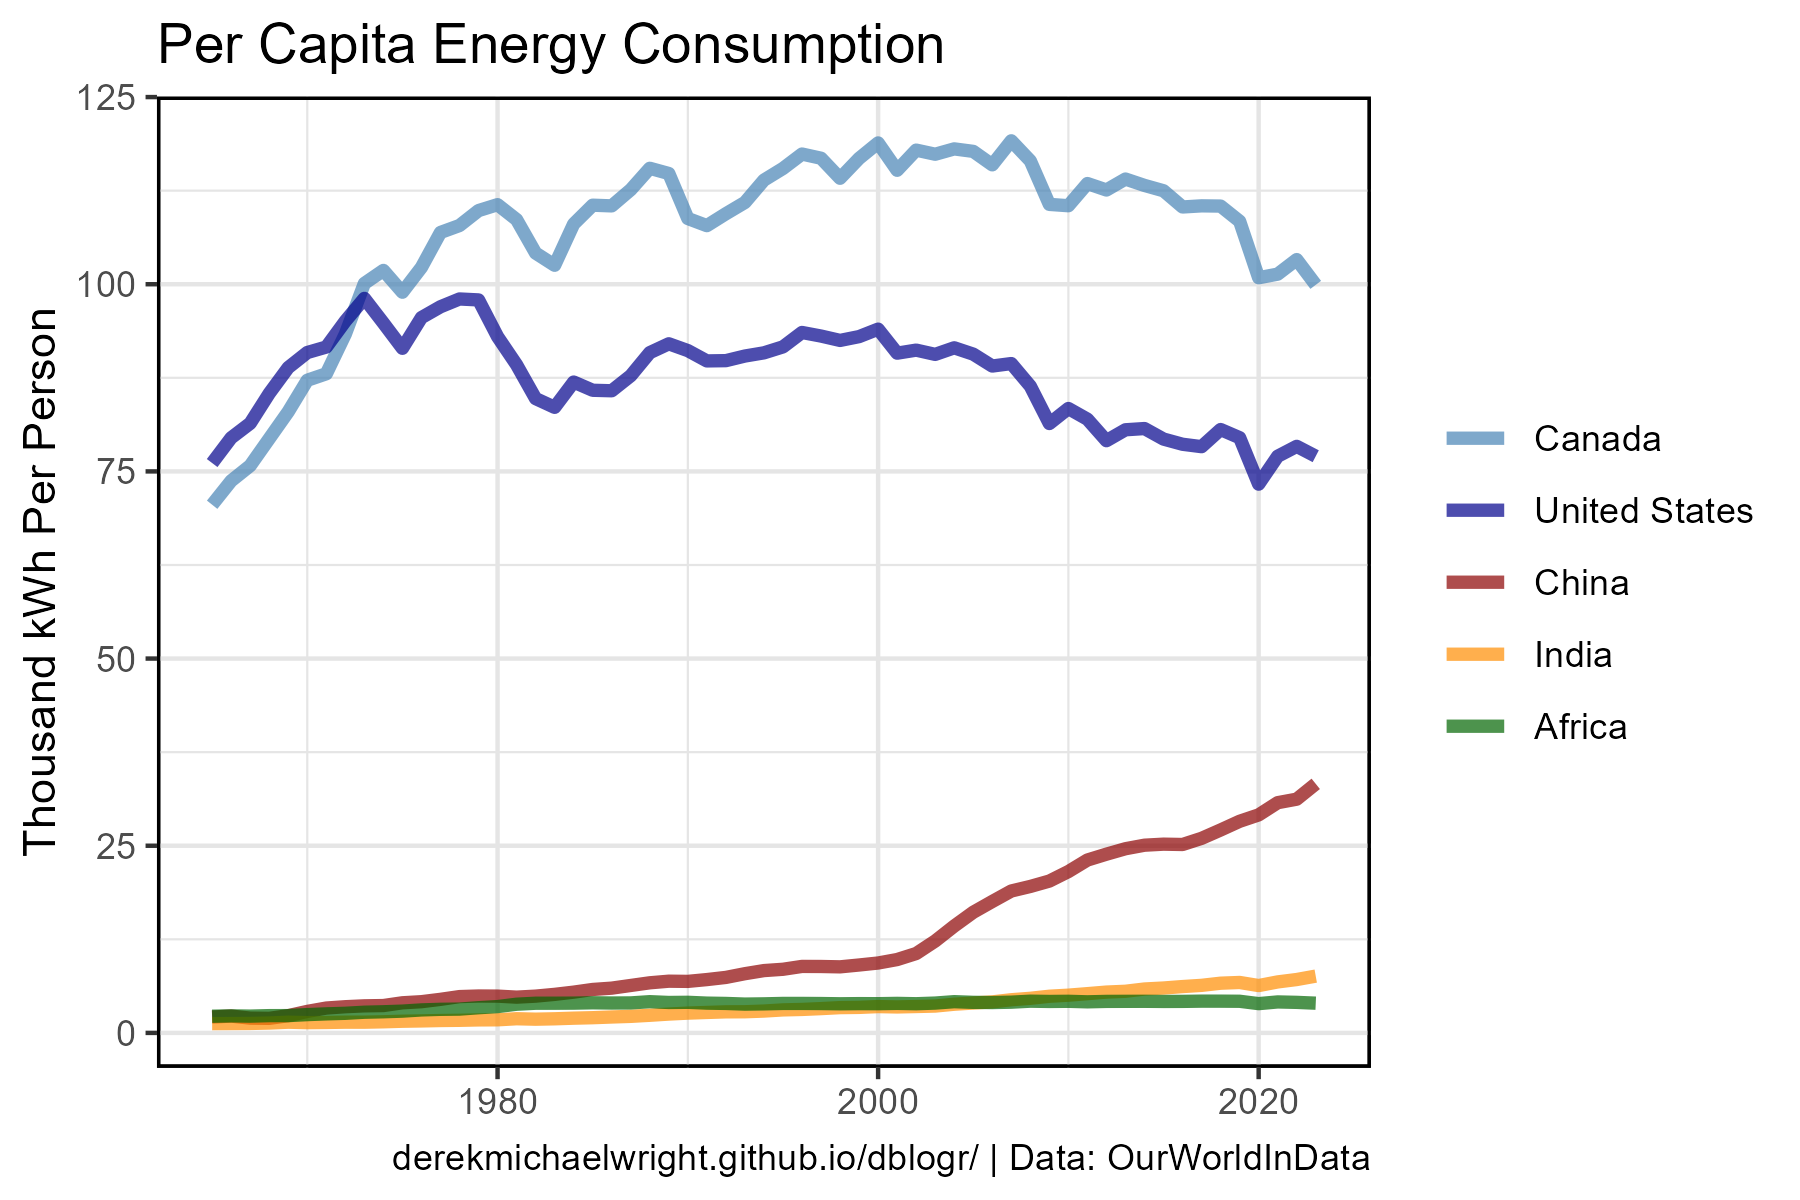 Per Capita Energy Consumption
Thousand kWh Per Person
125
100
75
50
25
0
1980
2000
2020
Canada
United States
China
India
Africa
derekmichaelwright.github.io/dblogr/ | Data: OurWorldInData